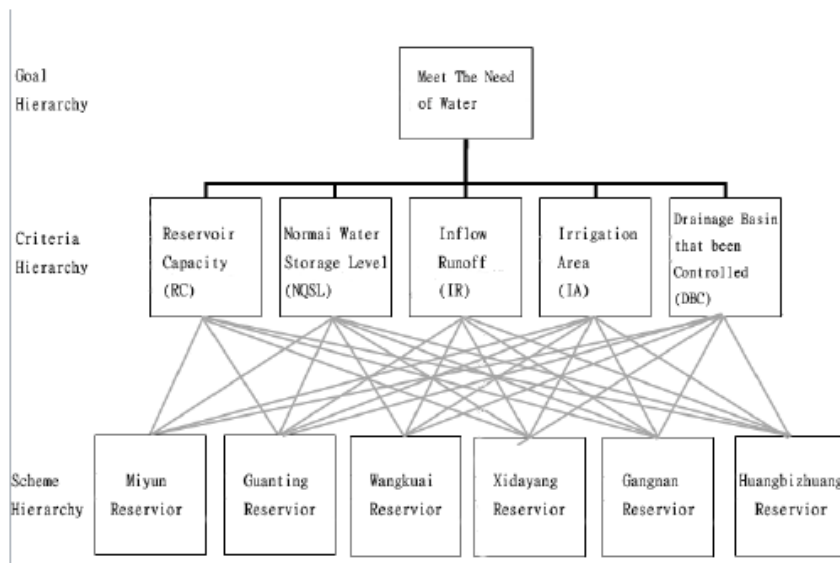 Goal
Hierarchy
Meet The Need
of Water
Criteria
Hierarchy
Reservoir
Capacity
(RC)
Normai Water
Storage Level
(NQSL)
Inflow
Runoff
(IR)
Irrigation
Area
(IA)
Drainage Basin
that been
Controlled
(DBC)
Scheme
Hierarchy
Miyun
Reservior
Guanting
Reservior
Wangkuai
Reservior
Xidayang
Reservior
Gangnan
Reservior
Huangbizhuang
Reservior